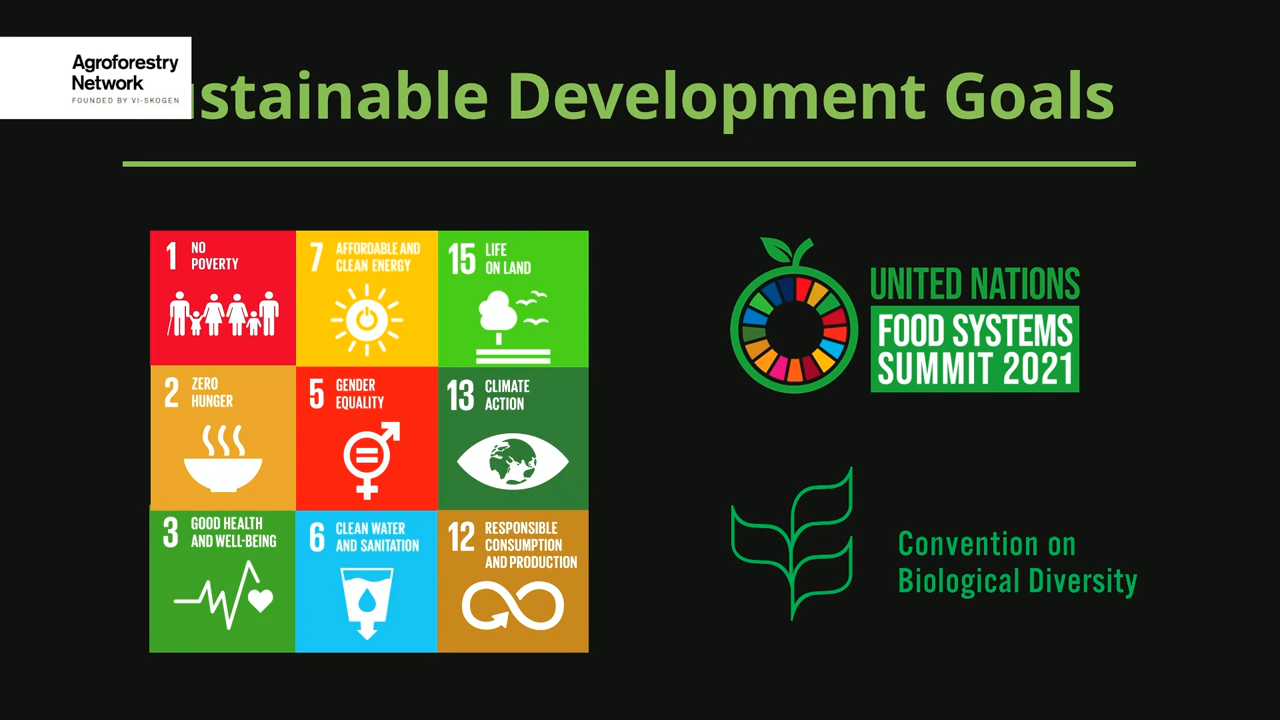 Agroforestry
Network
FOUNDED BY VI-SKOGEN
ustainable Development Goals
1 NO
POVERTY
7 AFFORDABLE AND
CLEAN ENERGY
15 LIFE
ON LAND
2 ZERO
HUNGER
5 GENDER
EQUALITY
13 CLIMATE
ACTION
3 GOOD HEALTH
AND WELL-BEING
6 CLEAN WATER
AND SANITATION
12 RESPONSIBLE
CONSUMPTION
AND PRODUCTION
UNITED NATIONS
FOOD SYSTEMS
SUMMIT 2021
Convention on
Biological Diversity